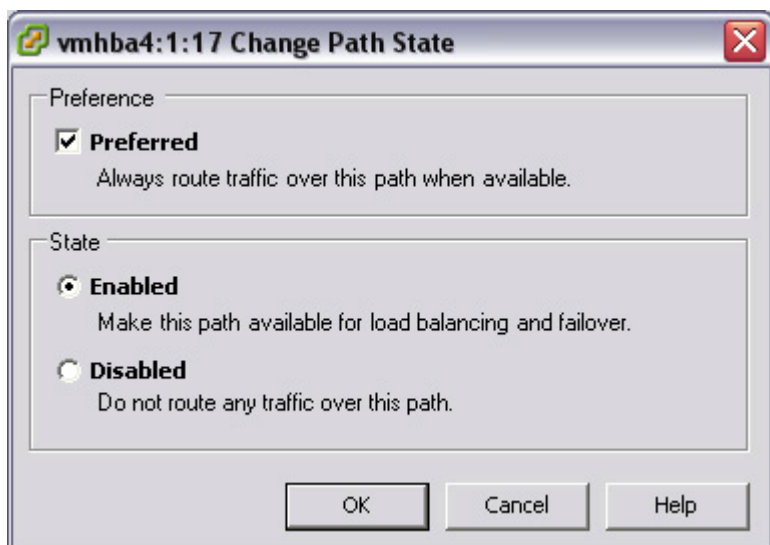 vmhba4:1:17 Change Path State
Preference
Preferred
Always route traffic over this path when available.
State
Enabled
Make this path available for load balancing and failover.
Disabled
Do not route any traffic over this path.
OK
Cancel
Help